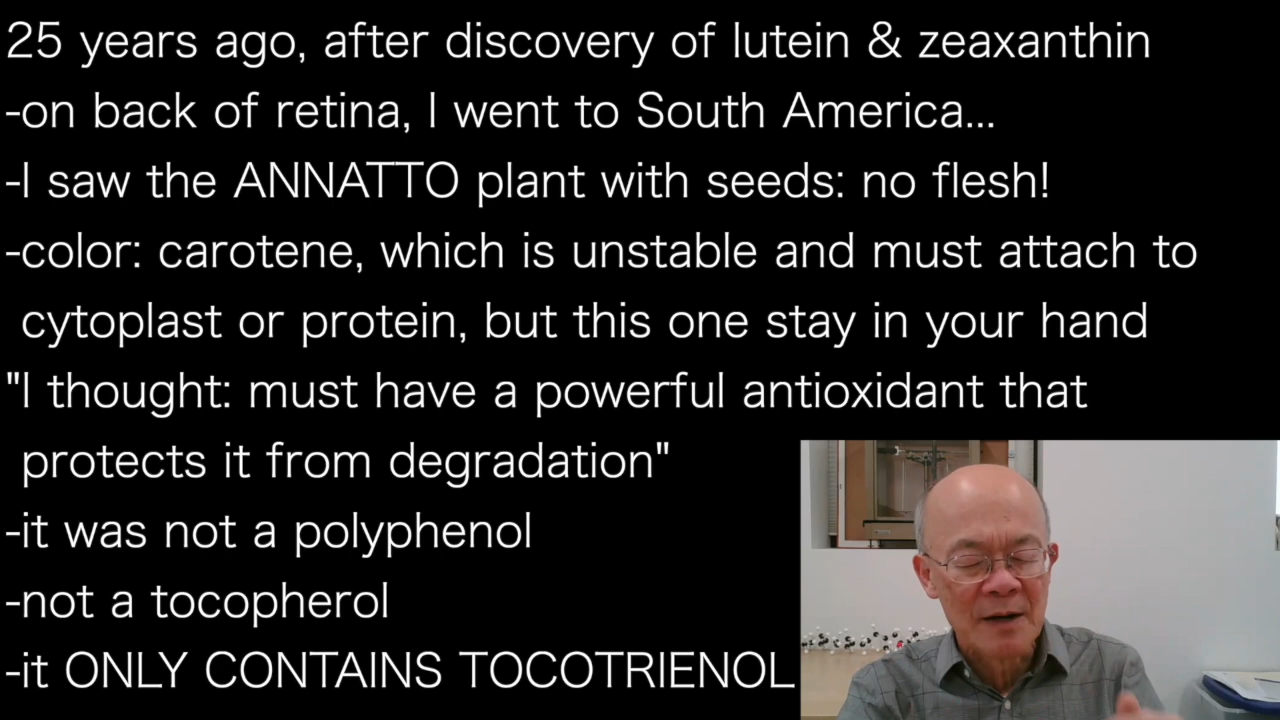 25 years ago, after discovery of lutein & zeaxanthin
-on back of retina, I went to South America...
-I saw the ANNATTO plant with seeds: no flesh!
-color: carotene, which is unstable and must attach to
cytoplast or protein, but this one stay in your hand
"I thought: must have a powerful antioxidant that
protects it from degradation"
-it was not a polyphenol
-not a tocopherol
-it ONLY CONTAINS TOCOTRIENOL